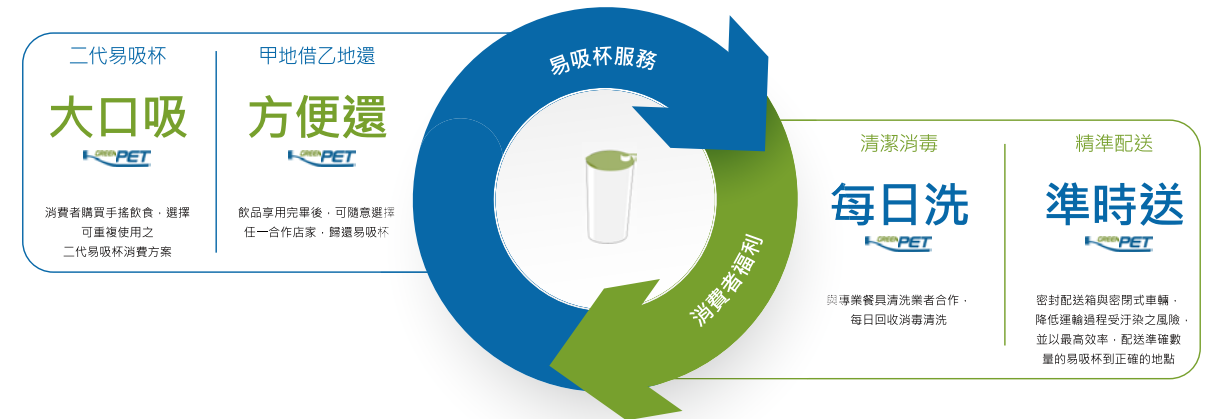 易吸杯服務
二代易吸杯
大口吸
GREEN PET
消費者購買手搖飲食，選擇
可重複使用之
二代易吸杯消費方案
甲地借乙地還
方便還
GREEN PET
飲品享用完畢後，可隨意選擇
任一合作店家，歸還易吸杯
消費者福利
清潔消毒
每日洗
GREEN PET
與專業餐具清洗業者合作，
每日回收消毒清洗
精準配送
準時送
GREEN PET
密封配送箱與密閉式車輛，
降低運輸過程受汙染之風險，
並以最高效率，配送準確數
量的易吸杯到正確的地點